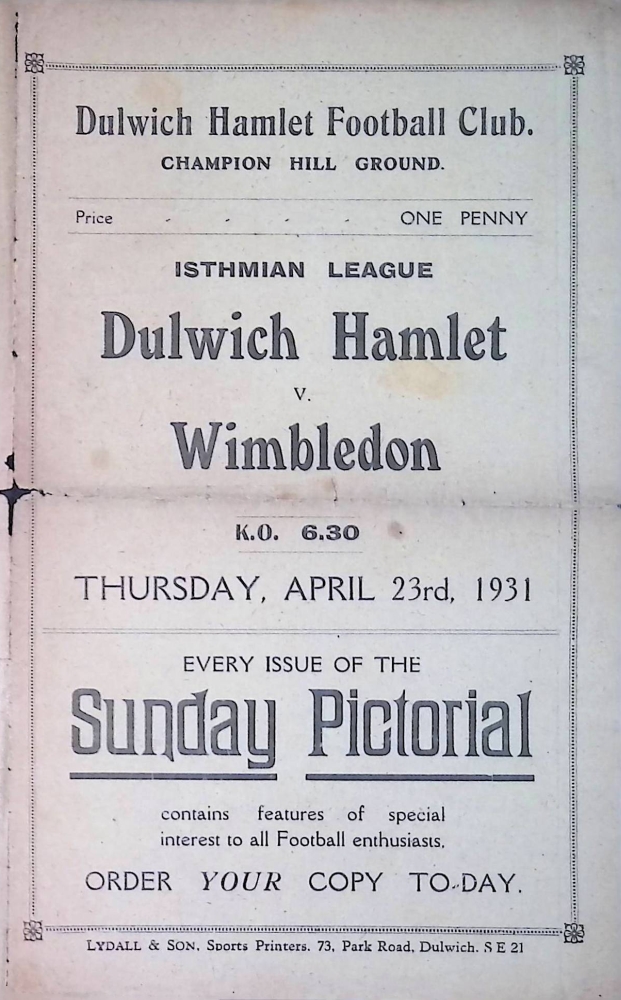 Dulwich Hamlet Football Club.
CHAMPION HILL GROUND.
Price - - - - ONE PENNY
ISTHMIAN LEAGUE
Dulwich Hamlet
v.
Wimbledon
K.O. 6.30
THURSDAY, APRIL 23rd, 1931
EVERY ISSUE OF THE
Sunday Pictorial
contains features of special
interest to all Football enthusiasts.
ORDER YOUR COPY TO-DAY.
LYDALL & SON, Sports Printers. 73, Park Road, Dulwich. S E 21